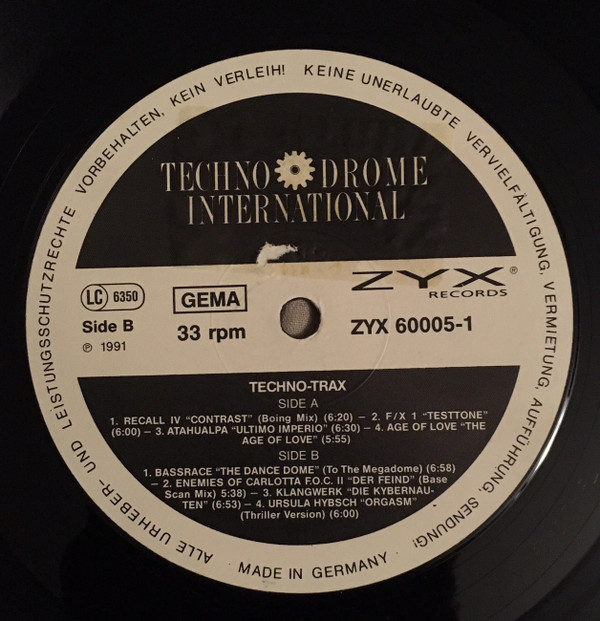 ALLE URHEBER- UND LEISTUNGSSCHUTZRECHTE VORBEHALTEN, KEIN VERLEIH! KEINE UNERLAUBTE VERVIELFÄLTIGUNG, VERMIETUNG, AUFFÜHRUNG, SENDUNG!
TECHNO DROME
INTERNATIONAL
LC 6350
GEMA
ZYX®
RECORDS
Side B
33 rpm
ZYX 60005-1
℗ 1991
TECHNO-TRAX
SIDE A
1. RECALL IV "CONTRAST" (Boing Mix) (6:20) – 2. F/X 1 "TESTTONE"
(6:00) – 3. ATAHUALPA "ULTIMO IMPERIO" (6:30) – 4. AGE OF LOVE "THE
AGE OF LOVE" (5:55)
SIDE B
1. BASSRACE "THE DANCE DOME" (To The Megadome) (6:58)
– 2. ENEMIES OF CARLOTTA F.O.C. II "DER FEIND" (Base
Scan Mix) 5:38) – 3. KLANGWERK "DIE KYBERNAU-
TEN" (6:53) – 4. URSULA HYBSCH "ORGASM"
(Thriller Version) (6:00)
· MADE IN GERMANY ·